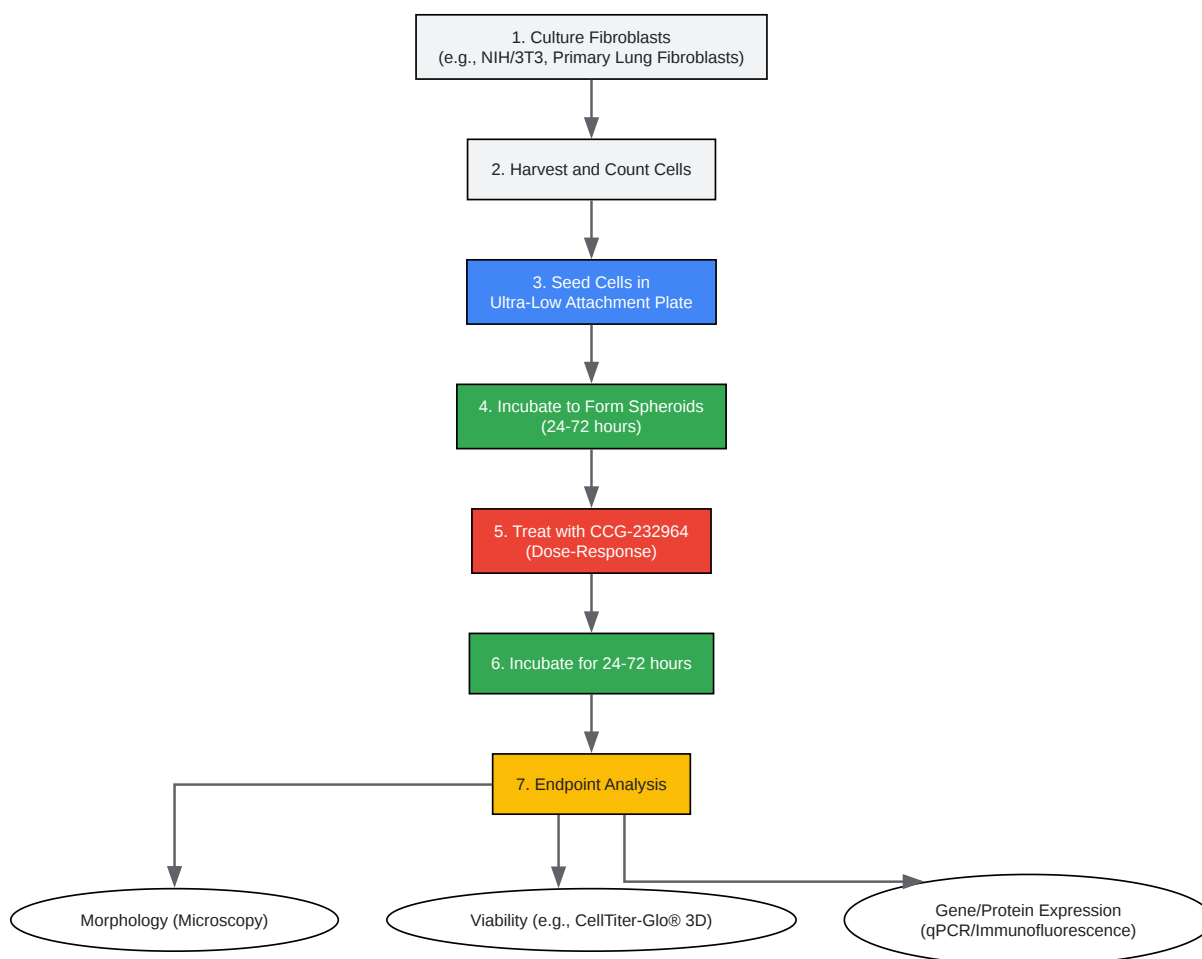 1. Culture Fibroblasts
(e.g., NIH/3T3, Primary Lung Fibroblasts)
2. Harvest and Count Cells
3. Seed Cells in
Ultra-Low Attachment Plate
4. Incubate to Form Spheroids
(24-72 hours)
5. Treat with CCG-232964
(Dose-Response)
6. Incubate for 24-72 hours
7. Endpoint Analysis
Morphology (Microscopy)
Viability (e.g., CellTiter-Glo® 3D)
Gene/Protein Expression
(qPCR/Immunofluorescence)